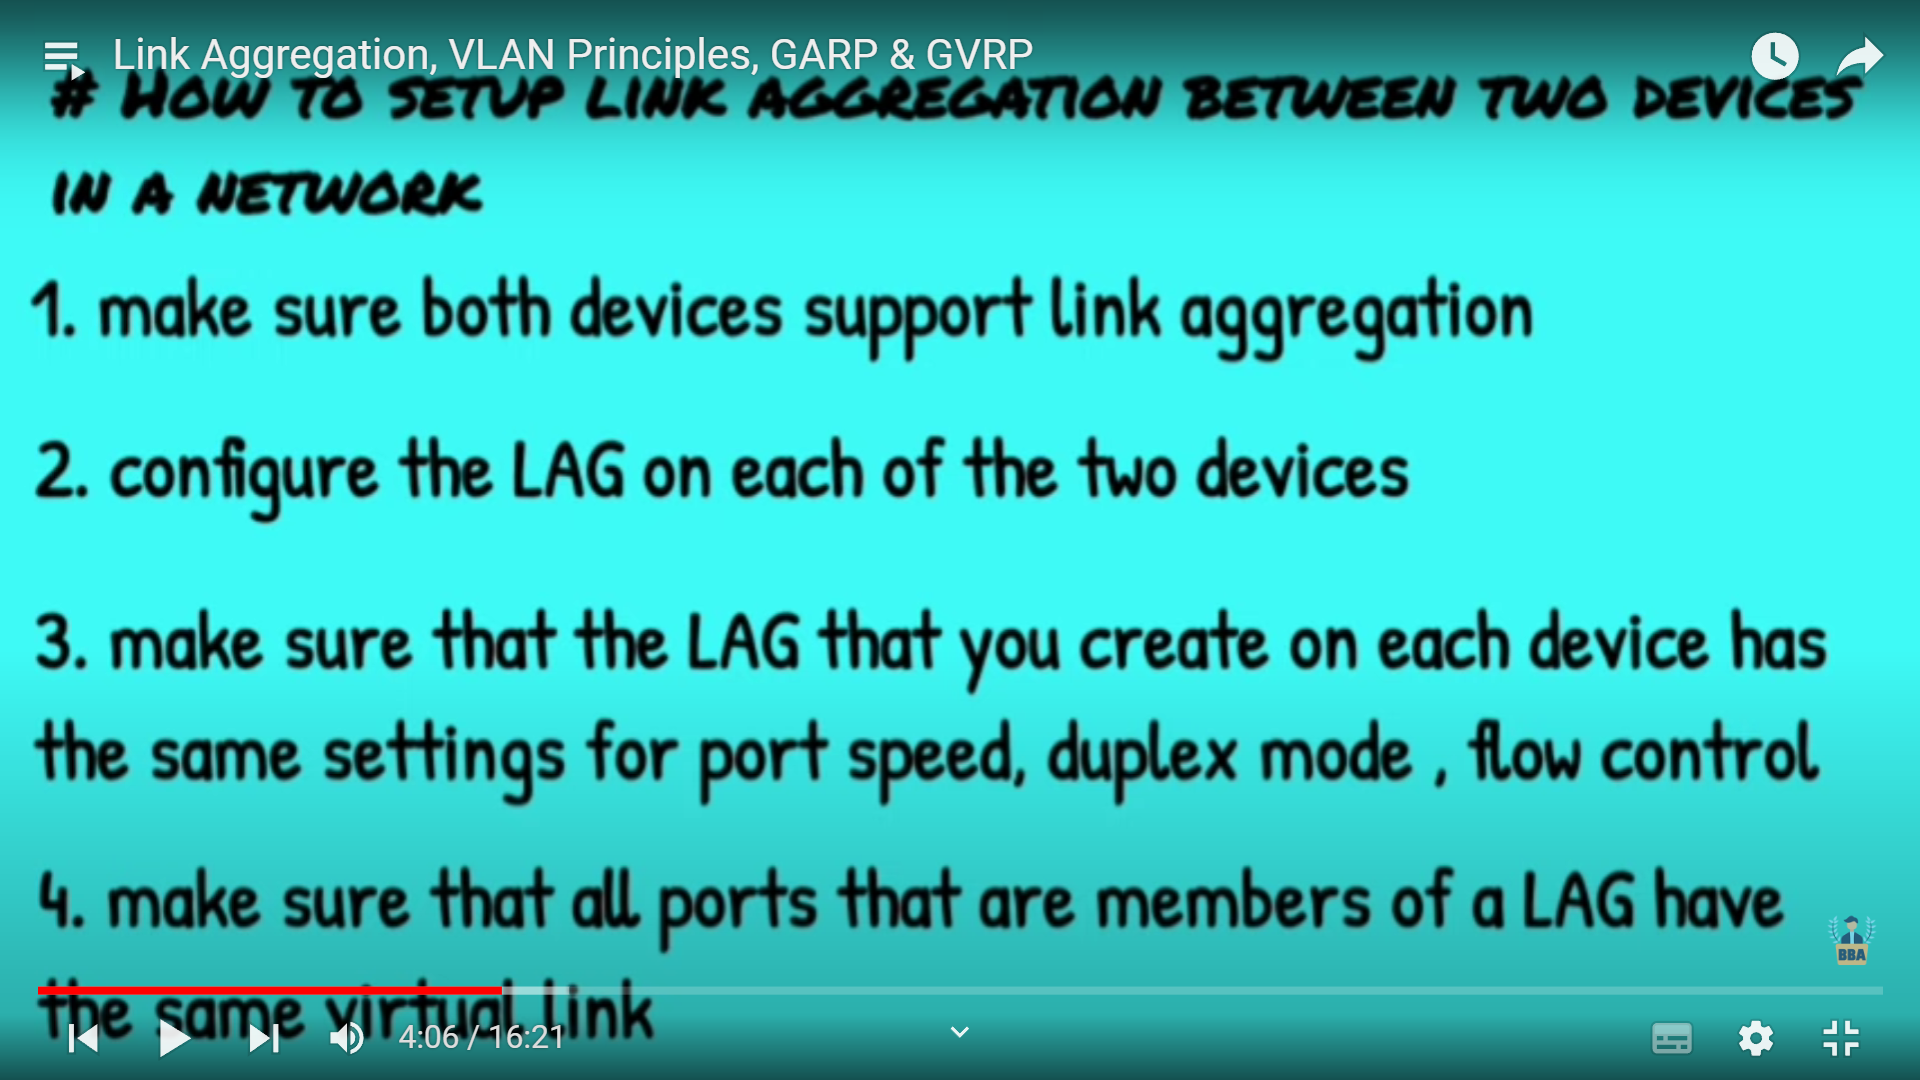 Link Aggregation, VLAN Principles, GARP & GVRP
# HOW TO SETUP LINK AGGREGATION BETWEEN TWO DEVICES
IN A NETWORK
1. make sure both devices support link aggregation
2. configure the LAG on each of the two devices
3. make sure that the LAG that you create on each device has
the same settings for port speed, duplex mode , flow control
4. make sure that all ports that are members of a LAG have
the same virtual link
BBA
4:06 / 16:21